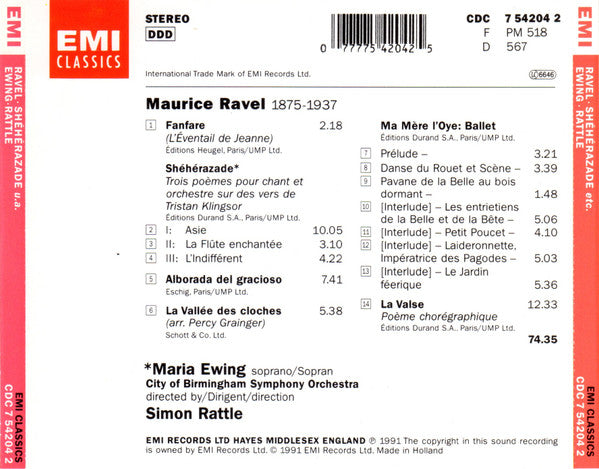 EMI
RAVEL · SHÉHÉRAZADE u.a.
EWING · RATTLE
EMI CLASSICS
CDC 7 54204 2
EMI
CLASSICS
STEREO
DDD
0 77775 42042 5
CDC 7 54204 2
F PM 518
D 567
International Trade Mark of EMI Records Ltd.
LC 6646
Maurice Ravel 1875-1937
1 Fanfare 2.18
(L'Éventail de Jeanne)
Éditions Heugel, Paris/UMP Ltd.
Shéhérazade*
Trois poèmes pour chant et
orchestre sur des vers de
Tristan Klingsor
Éditions Durand S.A., Paris/UMP Ltd.
2 I: Asie 10.05
3 II: La Flûte enchantée 3.10
4 III: L'Indifférent 4.22
5 Alborada del gracioso 7.41
Eschig, Paris/UMP Ltd.
6 La Vallée des cloches 5.38
(arr. Percy Grainger)
Schott & Co. Ltd.
Ma Mère l'Oye: Ballet
Éditions Durand S.A., Paris/UMP Ltd.
7 Prélude – 3.21
8 Danse du Rouet et Scène – 3.39
9 Pavane de la Belle au bois
dormant – 1.48
10 [Interlude] – Les entretiens
de la Belle et de la Bête – 5.06
11 [Interlude] – Petit Poucet – 4.10
12 [Interlude] – Laideronnette,
Impératrice des Pagodes – 5.03
13 [Interlude] – Le Jardin
féerique 5.36
14 La Valse 12.33
Poème chorégraphique
Éditions Durand S.A., Paris/UMP Ltd.
74.35
*Maria Ewing soprano/Sopran
City of Birmingham Symphony Orchestra
directed by/Dirigent/direction
Simon Rattle
EMI RECORDS LTD HAYES MIDDLESEX ENGLAND ℗ 1991 The copyright in this sound recording
is owned by EMI Records Ltd. © 1991 EMI Records Ltd. Made in Holland
EMI
RAVEL · SHÉHÉRAZADE etc.
EWING · RATTLE
EMI CLASSICS
CDC 7 54204 2